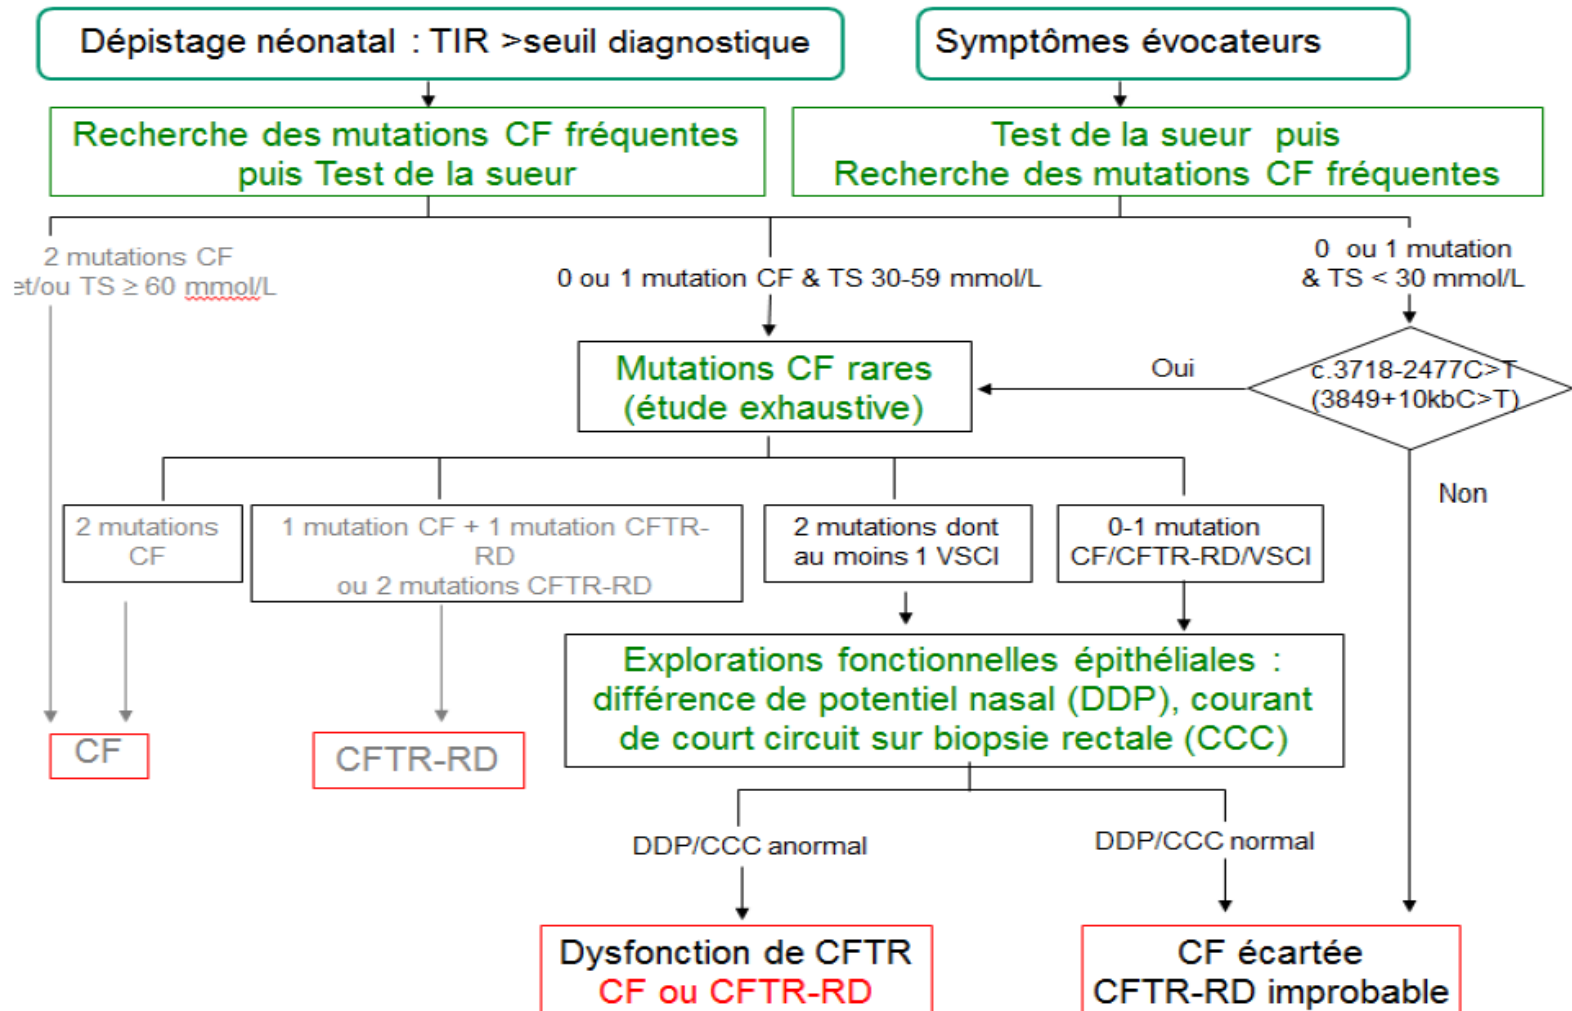 Dépistage néonatal : TIR >seuil diagnostique
Symptômes évocateurs
Recherche des mutations CF fréquentes
puis Test de la sueur
Test de la sueur puis
Recherche des mutations CF fréquentes
2 mutations CF
et/ou TS ≥ 60 mmol/L
0 ou 1 mutation CF & TS 30-59 mmol/L
0 ou 1 mutation
& TS < 30 mmol/L
Mutations CF rares
(étude exhaustive)
Oui
c.3718-2477C>T
(3849+10kbC>T)
Non
2 mutations
CF
1 mutation CF + 1 mutation CFTR-
RD
ou 2 mutations CFTR-RD
2 mutations dont
au moins 1 VSCI
0-1 mutation
CF/CFTR-RD/VSCI
Explorations fonctionnelles épithéliales :
différence de potentiel nasal (DDP), courant
de court circuit sur biopsie rectale (CCC)
CF
CFTR-RD
DDP/CCC anormal
DDP/CCC normal
Dysfonction de CFTR
CF ou CFTR-RD
CF écartée
CFTR-RD improbable